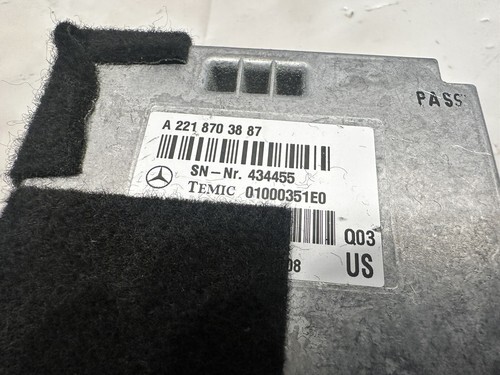 PASS
A 221 870 38 87
SN-Nr. 434455
TEMIC 01000351E0
Q03
08 US